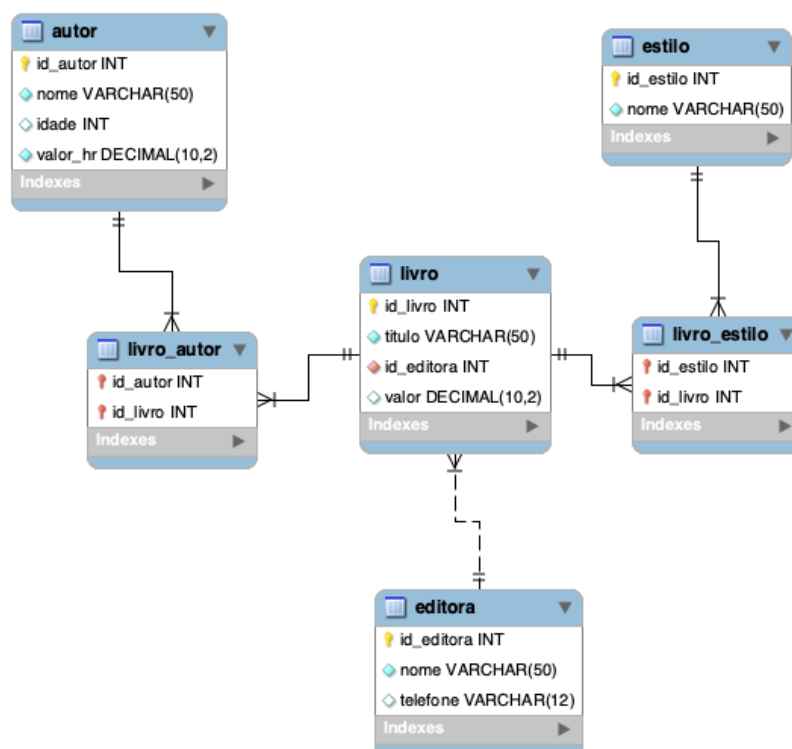 autor
id_autor INT
nome VARCHAR(50)
idade INT
valor_hr DECIMAL(10,2)
Indexes
estilo
id_estilo INT
nome VARCHAR(50)
Indexes
livro
id_livro INT
titulo VARCHAR(50)
id_editora INT
valor DECIMAL(10,2)
Indexes
livro_autor
id_autor INT
id_livro INT
Indexes
livro_estilo
id_estilo INT
id_livro INT
Indexes
editora
id_editora INT
nome VARCHAR(50)
telefone VARCHAR(12)
Indexes